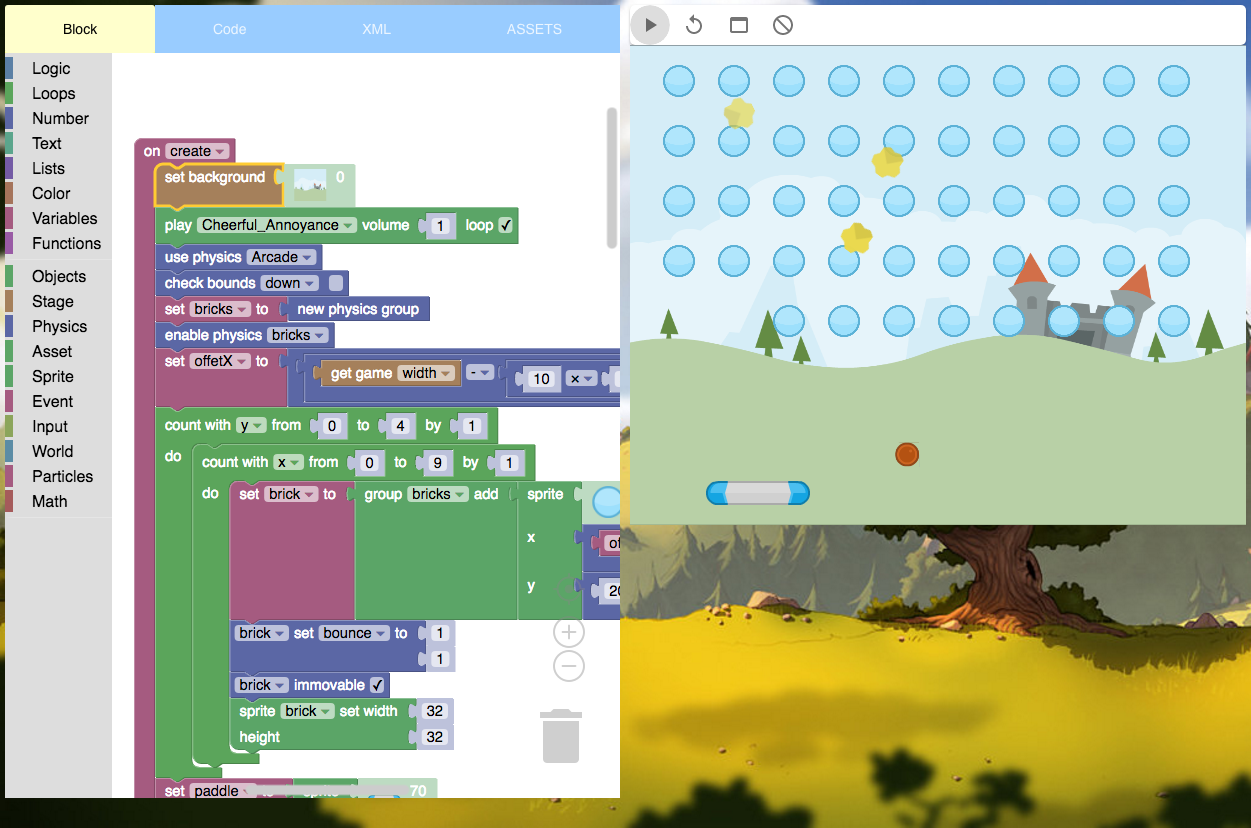 Block Code XML ASSETS
Logic
Loops
Number
Text
Lists
Color
Variables
Functions
Objects
Stage
Physics
Asset
Sprite
Event
Input
World
Particles
Math
on create
set background 0
play Cheerful_Annoyance volume 1 loop ✓
use physics Arcade
check bounds down
set bricks to new physics group
enable physics bricks
set offetX to get game width - 10 ×
count with y from 0 to 4 by 1
do count with x from 0 to 9 by 1
do set brick to group bricks add sprite
x
y
brick set bounce to 1
1
brick immovable ✓
sprite brick set width 32
height 32
set paddle 70